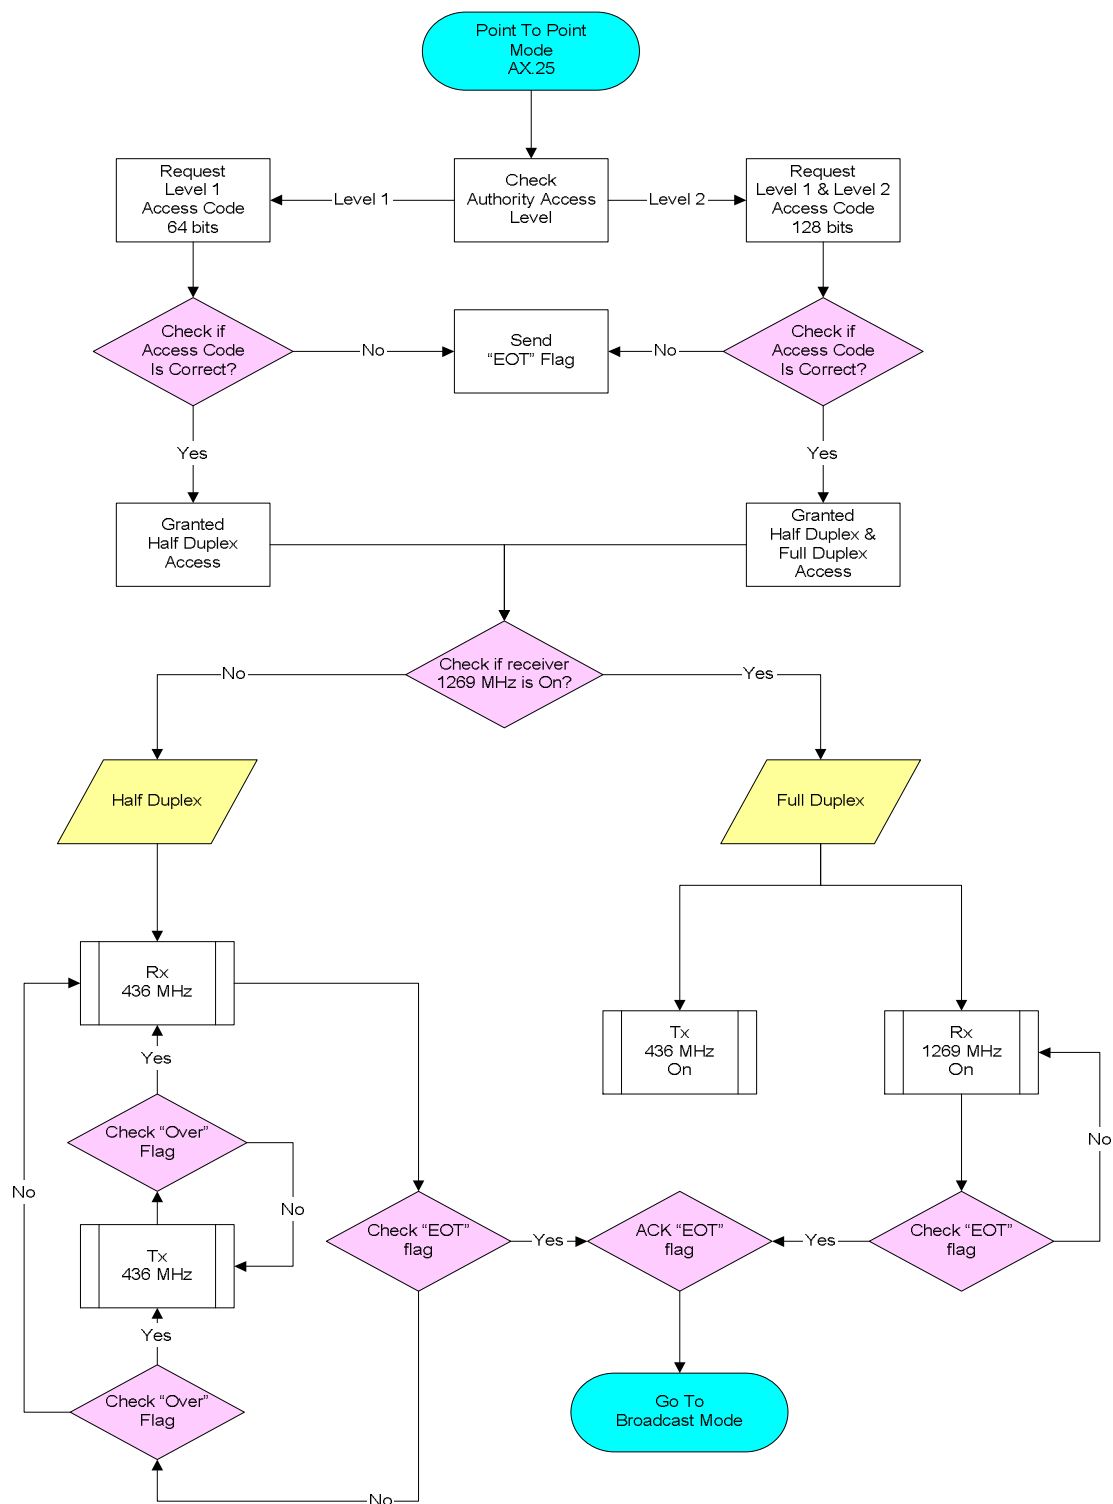 Point To Point
Mode
AX.25
Request
Level 1
Access Code
64 bits
Level 1
Check
Authority Access
Level
Level 2
Request
Level 1 & Level 2
Access Code
128 bits
Check if
Access Code
Is Correct?
No
Send
“EOT” Flag
No
Check if
Access Code
Is Correct?
Yes
Yes
Granted
Half Duplex
Access
Granted
Half Duplex &
Full Duplex
Access
No
Check if receiver
1269 MHz is On?
Yes
Half Duplex
Full Duplex
Rx
436 MHz
Tx
436 MHz
On
Rx
1269 MHz
On
Yes
Check “Over”
Flag
No
No
No
Tx
436 MHz
Check “EOT”
flag
Yes
ACK “EOT”
flag
Yes
Check “EOT”
flag
Yes
Check “Over”
Flag
Go To
Broadcast Mode
No